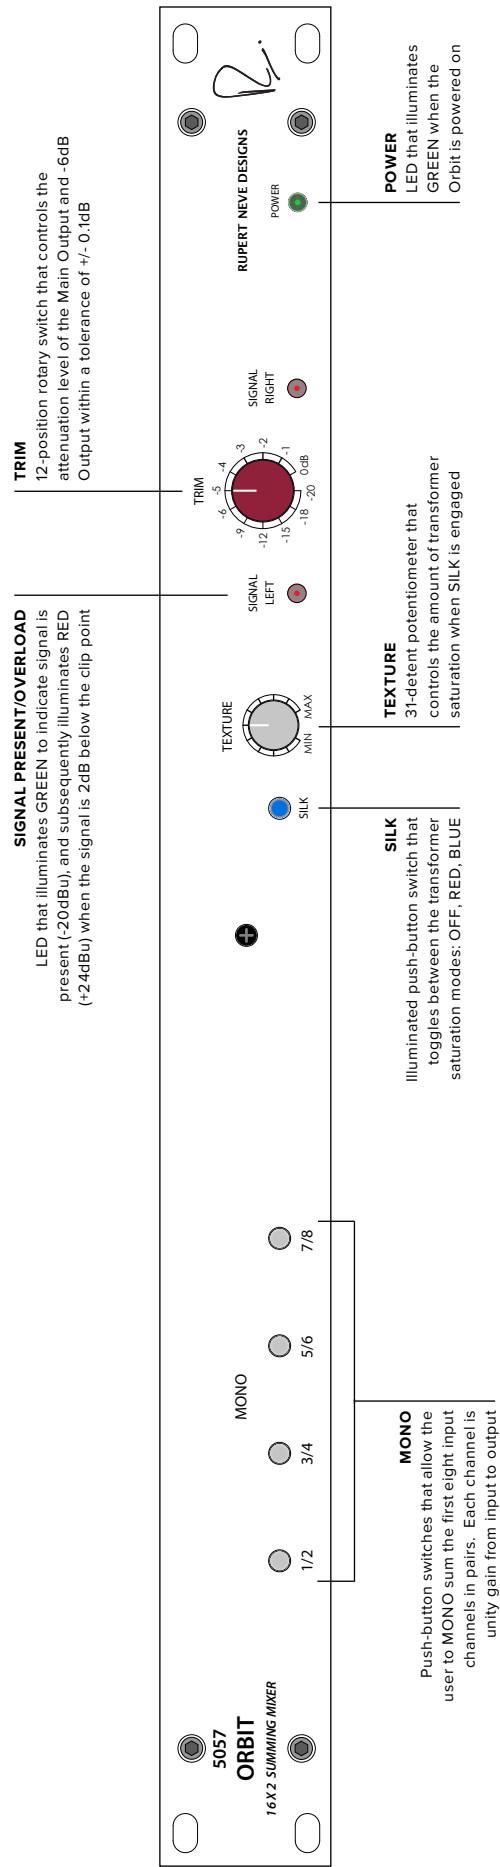 SIGNAL PRESENT/OVERLOAD
LED that illuminates GREEN to indicate signal is
present (-20dBu), and subsequently illuminates RED
(+24dBu) when the signal is 2dB below the clip point
TRIM
12-position rotary switch that controls the
attenuation level of the Main Output and -6dB
Output within a tolerance of +/- 0.1dB
5057
ORBIT
16X2 SUMMING MIXER
MONO
1/2
3/4
5/6
7/8
SILK
TEXTURE
MIN
MAX
SIGNAL
LEFT
TRIM
-20
-18
-15
-12
-9
-6
-5
-4
-3
-2
-1
0dB
SIGNAL
RIGHT
POWER
RUPERT NEVE DESIGNS
MONO
Push-button switches that allow the
user to MONO sum the first eight input
channels in pairs.  Each channel is
unity gain from input to output
SILK
Illuminated push-button switch that
toggles between the transformer
saturation modes: OFF, RED, BLUE
TEXTURE
31-detent potentiometer that
controls the amount of transformer
saturation when SILK is engaged
POWER
LED that illuminates
GREEN when the
Orbit is powered on